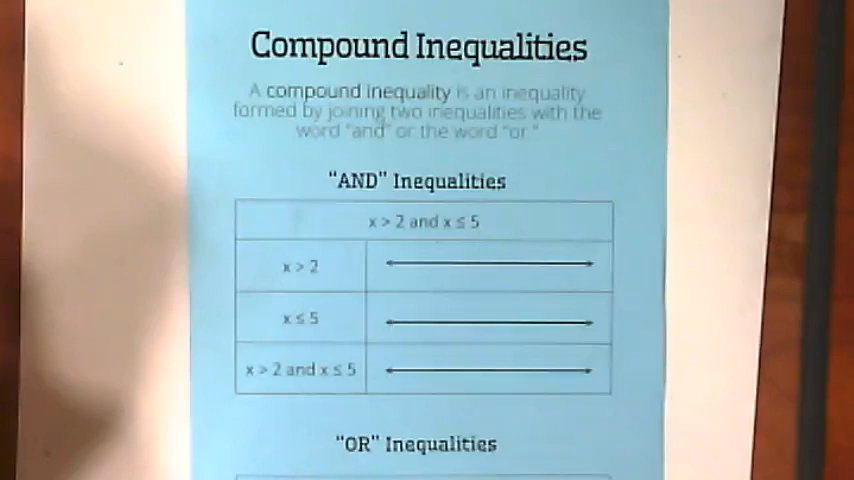 Compound Inequalities
A compound inequality is an inequality
formed by joining two inequalities with the
word "and" or the word "or."
"AND" Inequalities
x > 2 and x ≤ 5
x > 2
x ≤ 5
x > 2 and x ≤ 5
"OR" Inequalities